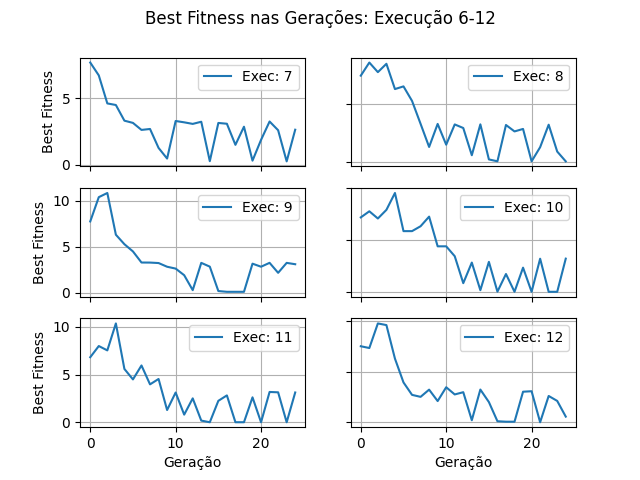 Best Fitness nas Gerações: Execução 6-12
Best Fitness
5
0
Exec: 7
Exec: 8
Best Fitness
10
5
0
Exec: 9
Exec: 10
Best Fitness
10
5
0
Exec: 11
Exec: 12
0 10 20
0 10 20
Geração
Geração